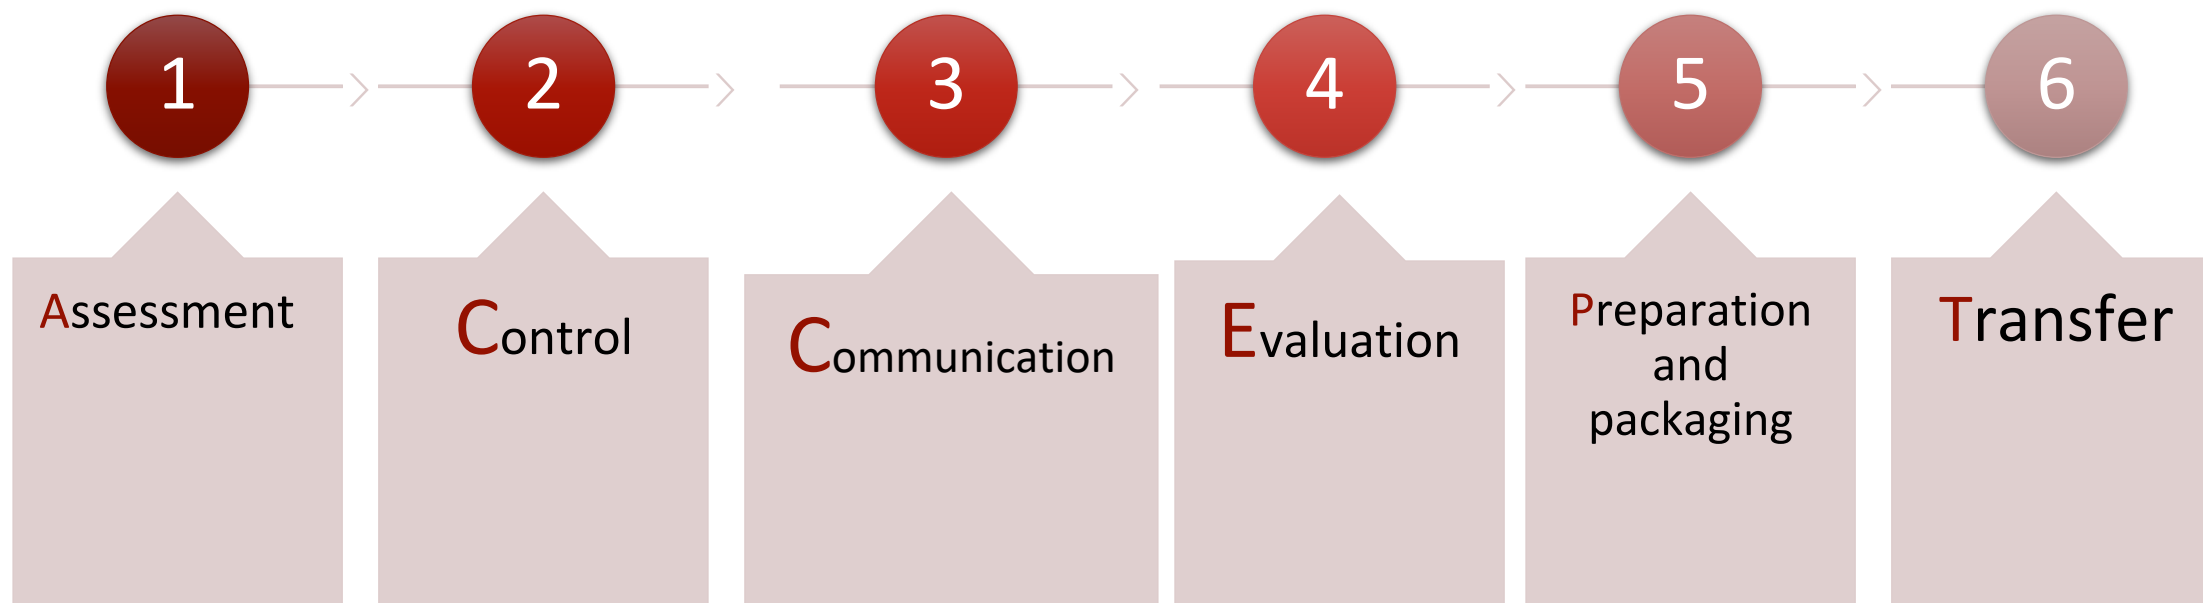 1
2
3
4
5
6
Assessment
Control
Communication
Evaluation
Preparation
and
packaging
Transfer